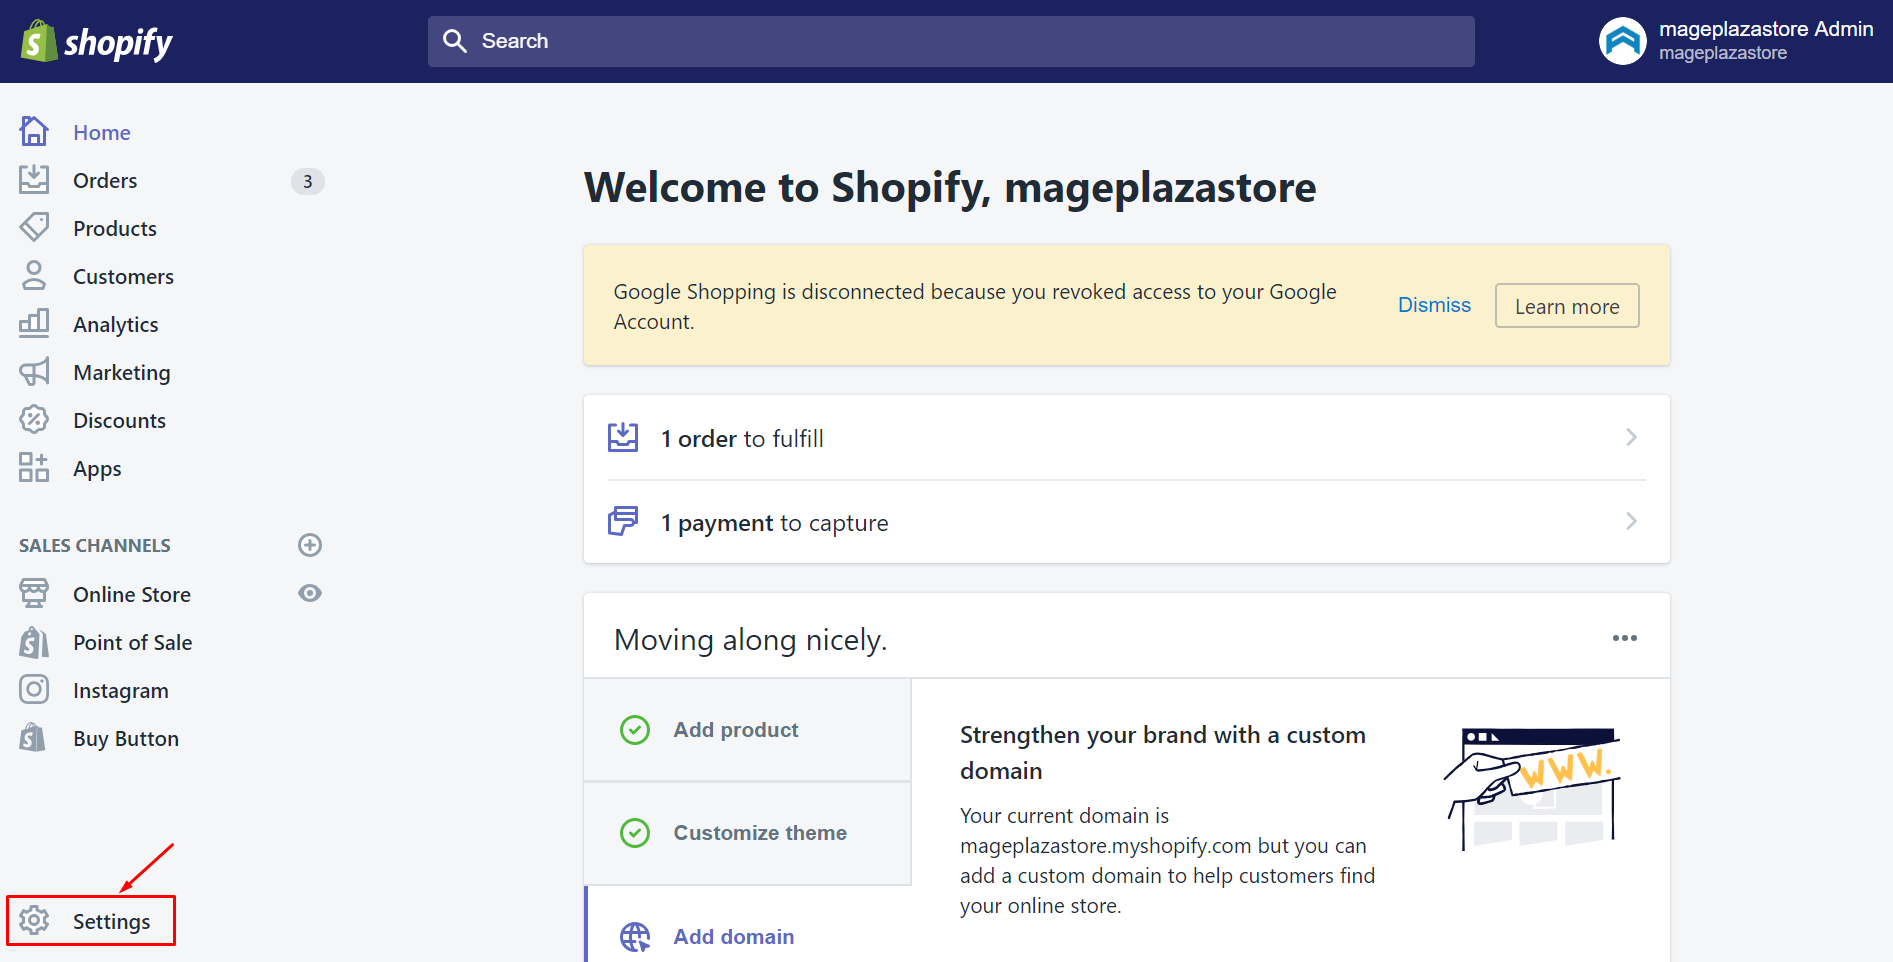 shopify
Search
mageplazastore Admin
mageplazastore
Home
Orders
3
Products
Customers
Analytics
Marketing
Discounts
Apps
SALES CHANNELS
Online Store
Point of Sale
Instagram
Buy Button
Settings
Welcome to Shopify, mageplazastore
Google Shopping is disconnected because you revoked access to your Google
Account.
Dismiss
Learn more
1 order to fulfill
1 payment to capture
Moving along nicely.
Add product
Customize theme
Add domain
Strengthen your brand with a custom
domain
Your current domain is
mageplazastore.myshopify.com but you can
add a custom domain to help customers find
your online store.
WWW.